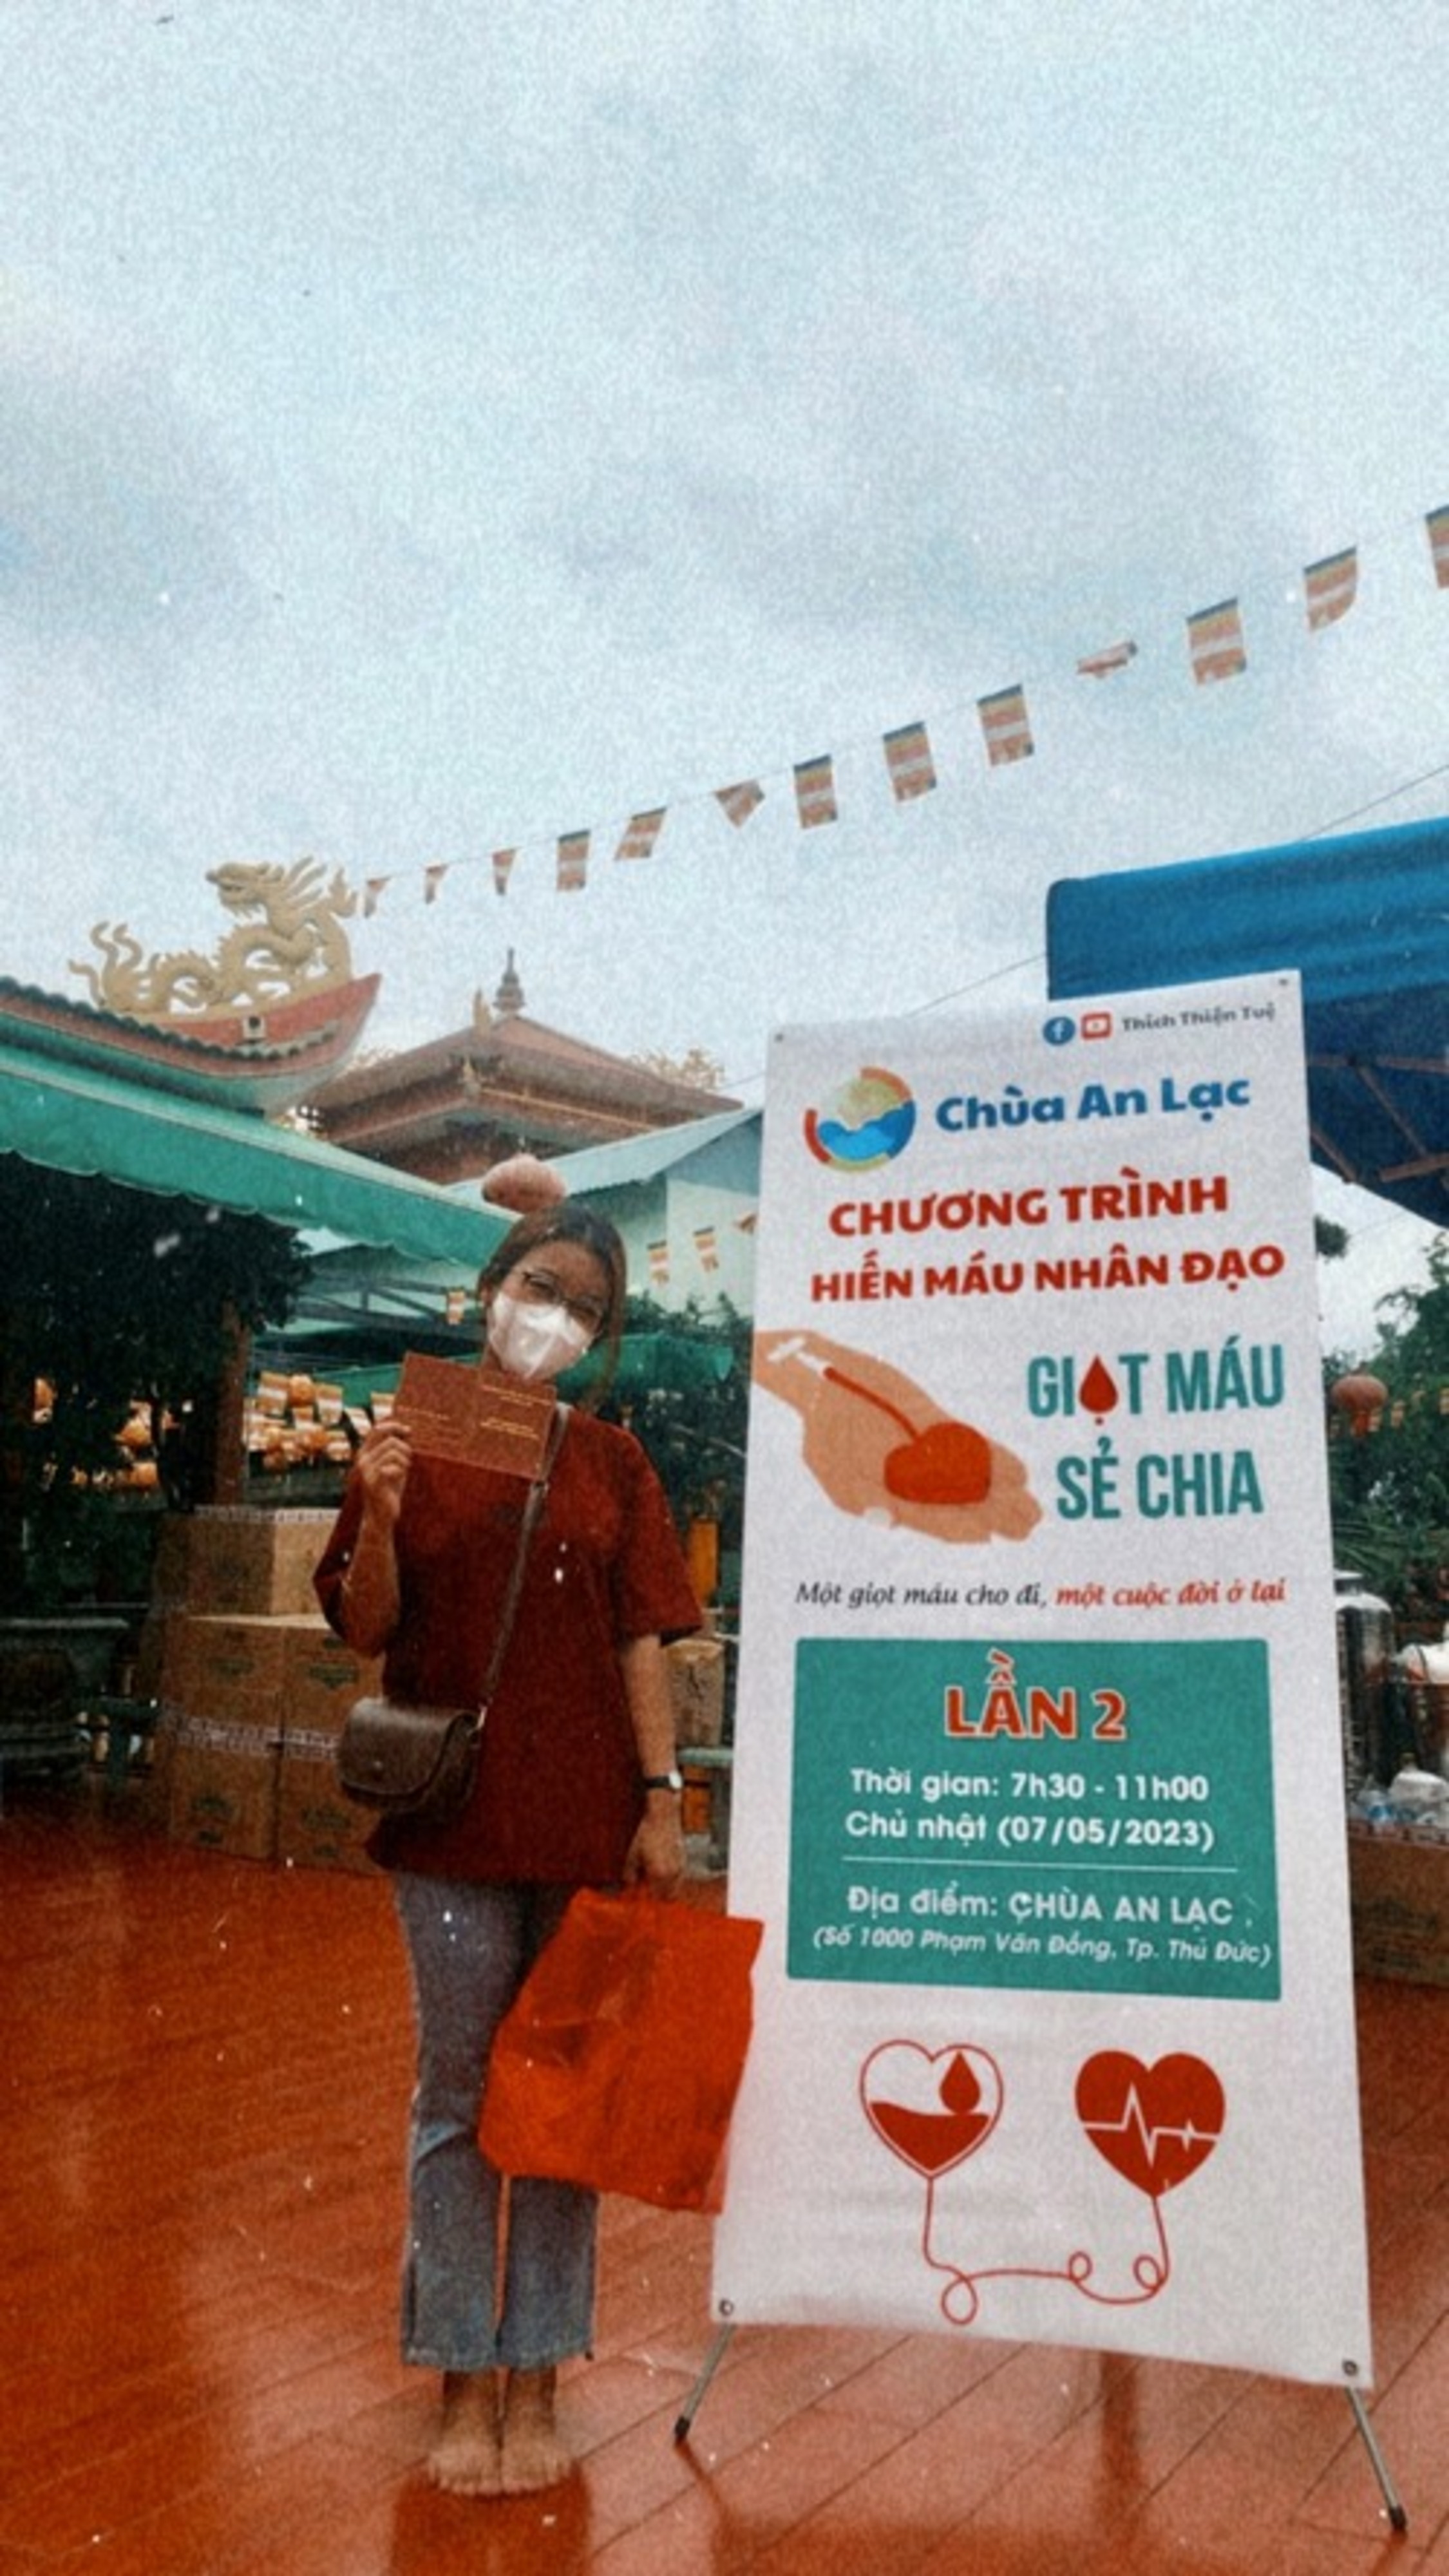 Thích Thiện Tuệ
Chùa An Lạc
CHƯƠNG TRÌNH
HIẾN MÁU NHÂN ĐẠO
GIỌT MÁU
SẺ CHIA
Một giọt máu cho đi, một cuộc đời ở lại
LẦN 2
Thời gian: 7h30 - 11h00
Chủ nhật (07/05/2023)
Địa điểm: CHÙA AN LẠC
(Số 1000 Phạm Văn Đồng, Tp. Thủ Đức)